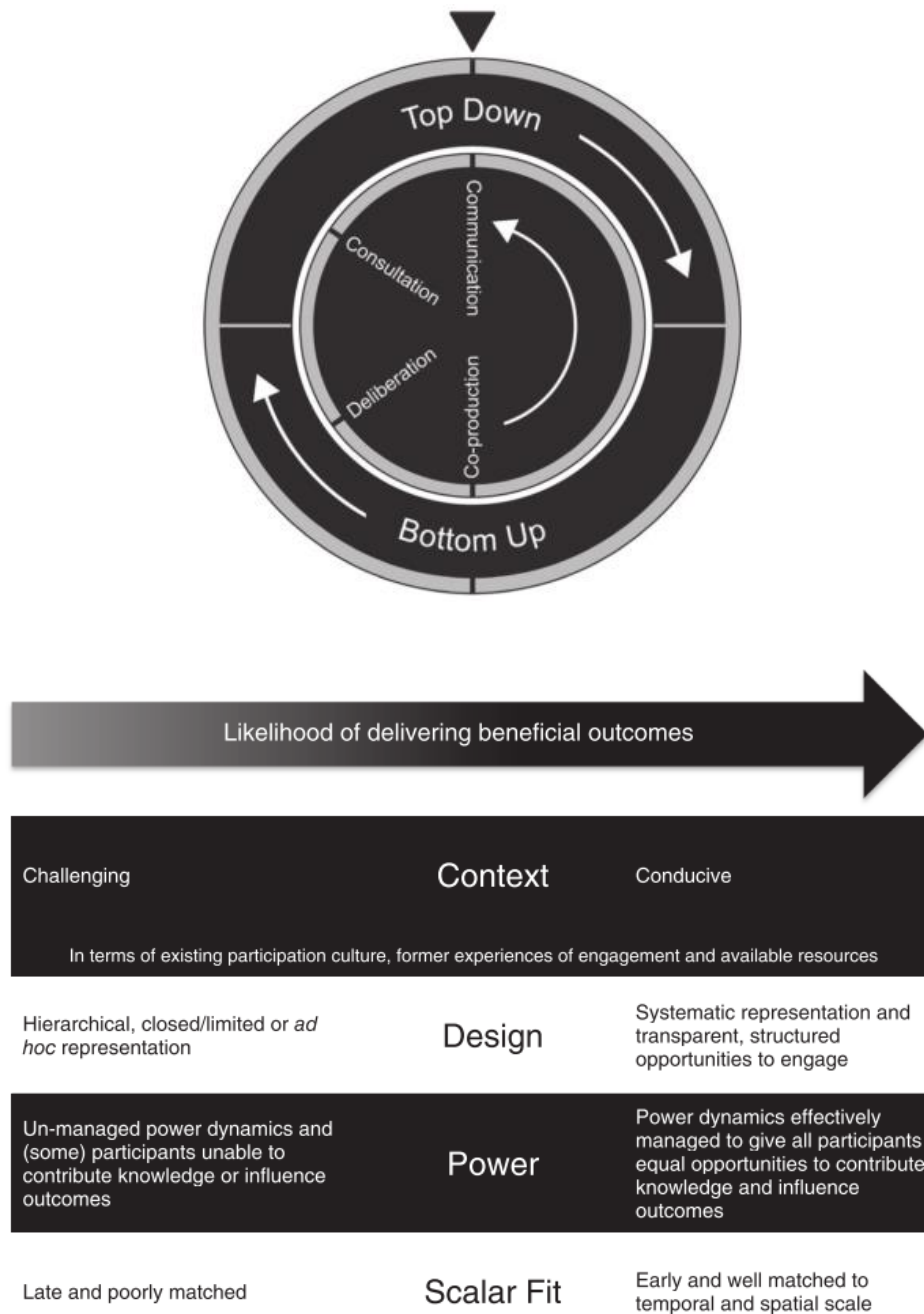 Top Down
Communication
Consultation
Deliberation
Co-production
Bottom Up
Likelihood of delivering beneficial outcomes
Challenging
Context
Conducive
In terms of existing participation culture, former experiences of engagement and available resources
Hierarchical, closed/limited or ad
hoc representation
Design
Systematic representation and
transparent, structured
opportunities to engage
Un-managed power dynamics and
(some) participants unable to
contribute knowledge or influence
outcomes
Power
Power dynamics effectively
managed to give all participants
equal opportunities to contribute
knowledge and influence
outcomes
Late and poorly matched
Scalar Fit
Early and well matched to
temporal and spatial scale